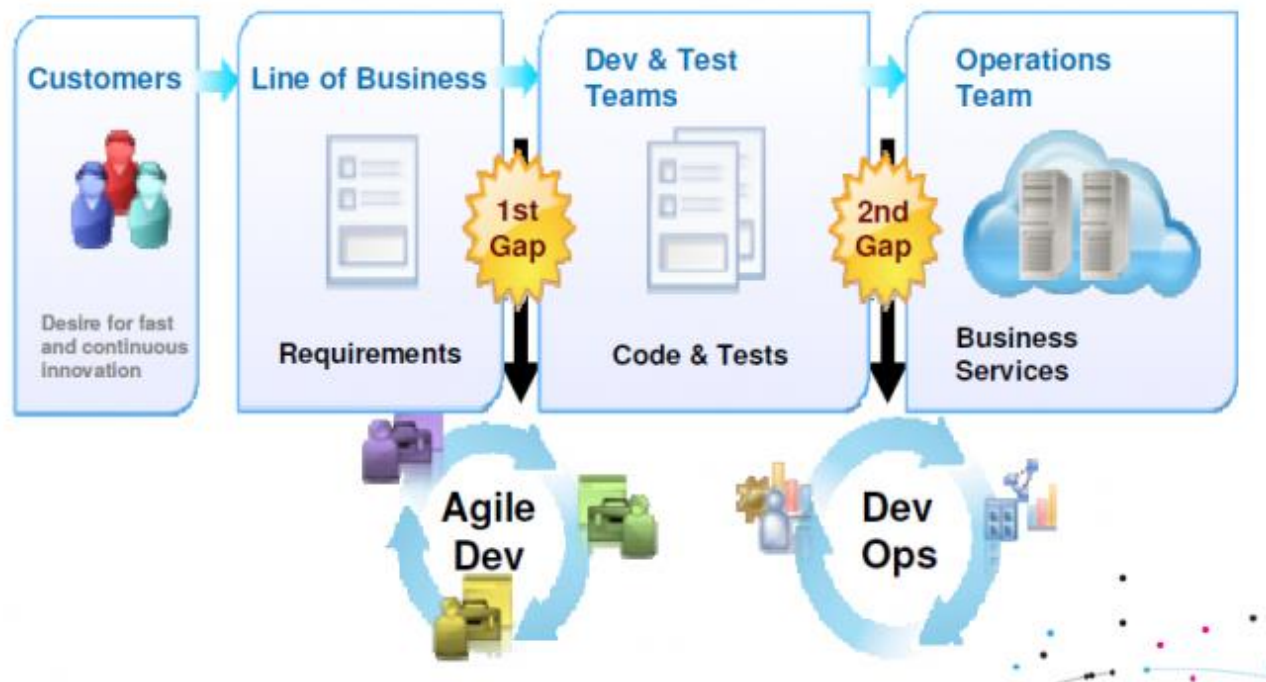 Customers
Desire for fast
and continuous
innovation
Line of Business
Requirements
1st
Gap
Dev & Test
Teams
Code & Tests
2nd
Gap
Operations
Team
Business
Services
Agile
Dev
Dev
Ops